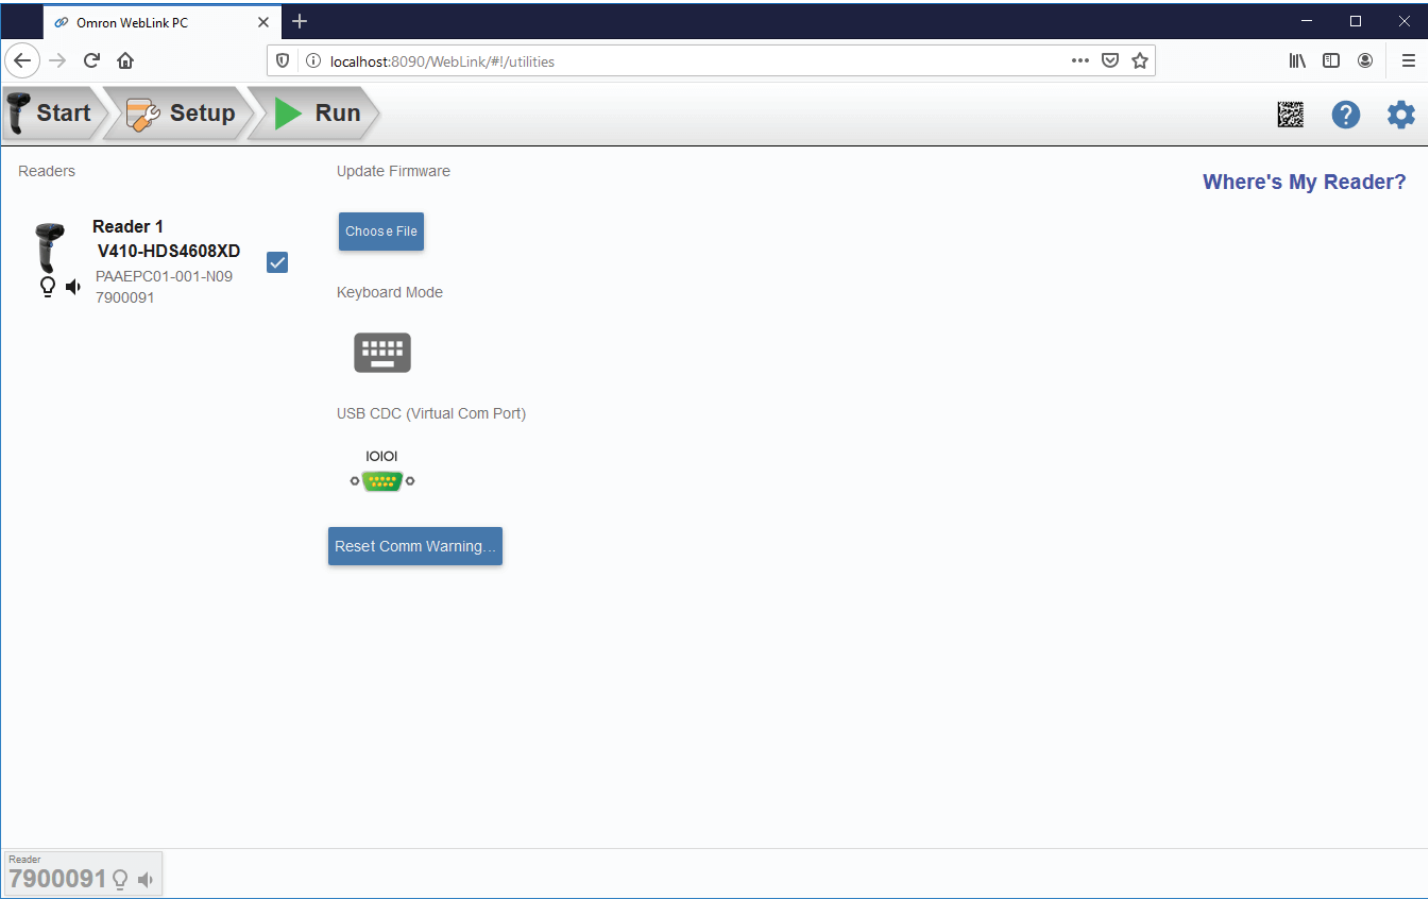 Omron WebLink PC
localhost:8090/WebLink/#!/utilities
Start
Setup
Run
?
Readers
Update Firmware
Where's My Reader?
Reader 1
V410-HDS4608XD
PAAEPC01-001-N09
7900091
Choose File
Keyboard Mode
USB CDC (Virtual Com Port)
IOIOI
Reset Comm Warning...
Reader
7900091